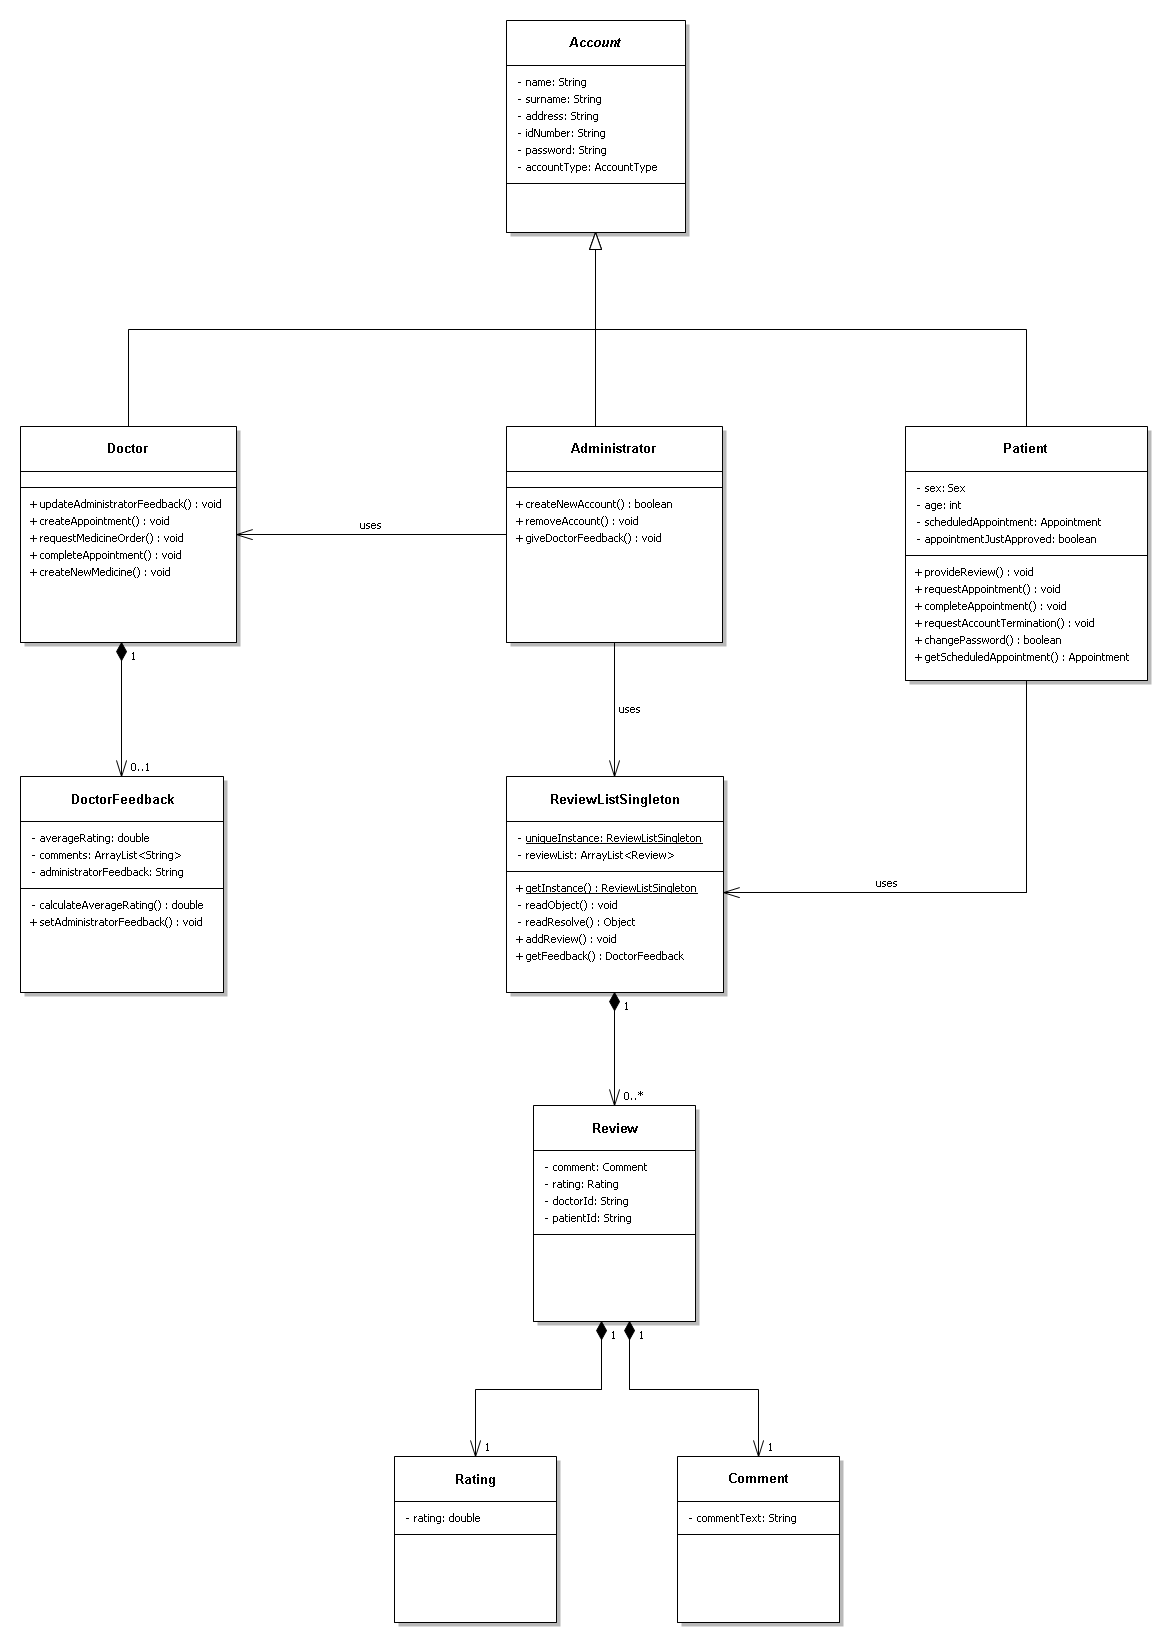 Account
- name: String
- surname: String
- address: String
- idNumber: String
- password: String
- accountType: AccountType
Doctor
+ updateAdministratorFeedback() : void
+ createAppointment() : void
+ requestMedicineOrder() : void
+ completeAppointment() : void
+ createNewMedicine() : void
uses
Administrator
+ createNewAccount() : boolean
+ removeAccount() : void
+ giveDoctorFeedback() : void
Patient
- sex: Sex
- age: int
- scheduledAppointment: Appointment
- appointmentJustApproved: boolean
+ provideReview() : void
+ requestAppointment() : void
+ completeAppointment() : void
+ requestAccountTermination() : void
+ changePassword() : boolean
+ getScheduledAppointment() : Appointment
1
0..1
uses
DoctorFeedback
- averageRating: double
- comments: ArrayList<String>
- administratorFeedback: String
- calculateAverageRating() : double
+ setAdministratorFeedback() : void
ReviewListSingleton
- uniqueInstance: ReviewListSingleton
- reviewList: ArrayList<Review>
+ getInstance() : ReviewListSingleton
- readObject() : void
- readResolve() : Object
+ addReview() : void
+ getFeedback() : DoctorFeedback
uses
1
0..*
Review
- comment: Comment
- rating: Rating
- doctorId: String
- patientId: String
1
1
1
1
Rating
- rating: double
Comment
- commentText: String